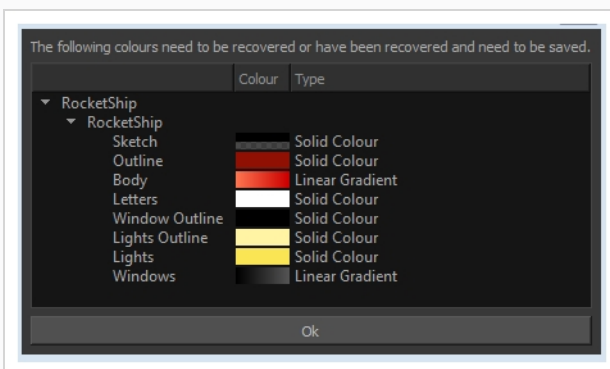 The following colours need to be recovered or have been recovered and need to be saved.
Colour Type
RocketShip
RocketShip
Sketch Solid Colour
Outline Solid Colour
Body Linear Gradient
Letters Solid Colour
Window Outline Solid Colour
Lights Outline Solid Colour
Lights Solid Colour
Windows Linear Gradient
Ok